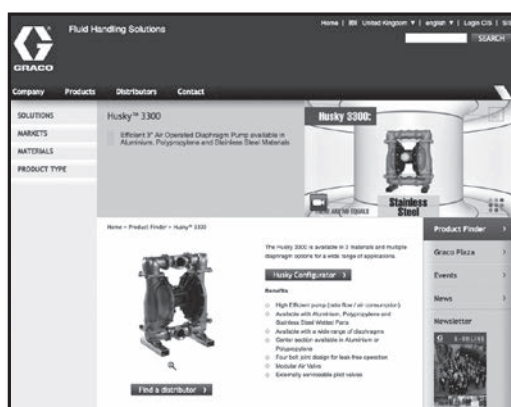 Home | United Kingdom ▼ | english ▼ | Login CIS |
Fluid Handling Solutions
SEARCH
GRACO
Company Products Distributors Contact
SOLUTIONS
MARKETS
MATERIALS
PRODUCT TYPE
Husky™ 3300
Efficient 3" Air Operated Diaphragm Pump available in
Aluminium, Polypropylene and Stainless Steel Materials
Husky 3300:
Stainless
Steel
THERE ARE NO EQUALS
Home » Product Finder » Husky™ 3300
The Husky 3300 is available in 3 materials and multiple
diaphragm options for a wide range of applications.
Husky Configurator >
Benefits
High Efficient pump (ratio flow / air consumption)
Available with Aluminium, Polypropylene and
Stainless Steel Wetted Parts
Available with a wide range of diaphragms
Center section available in Aluminium or
Polypropylene
Four bolt joint design for leak free operation
Modular Air Valve
Externally serviceable pilot valves
Find a distributor >
Product Finder >
Graco Plaza >
Events >
News >
Newsletter